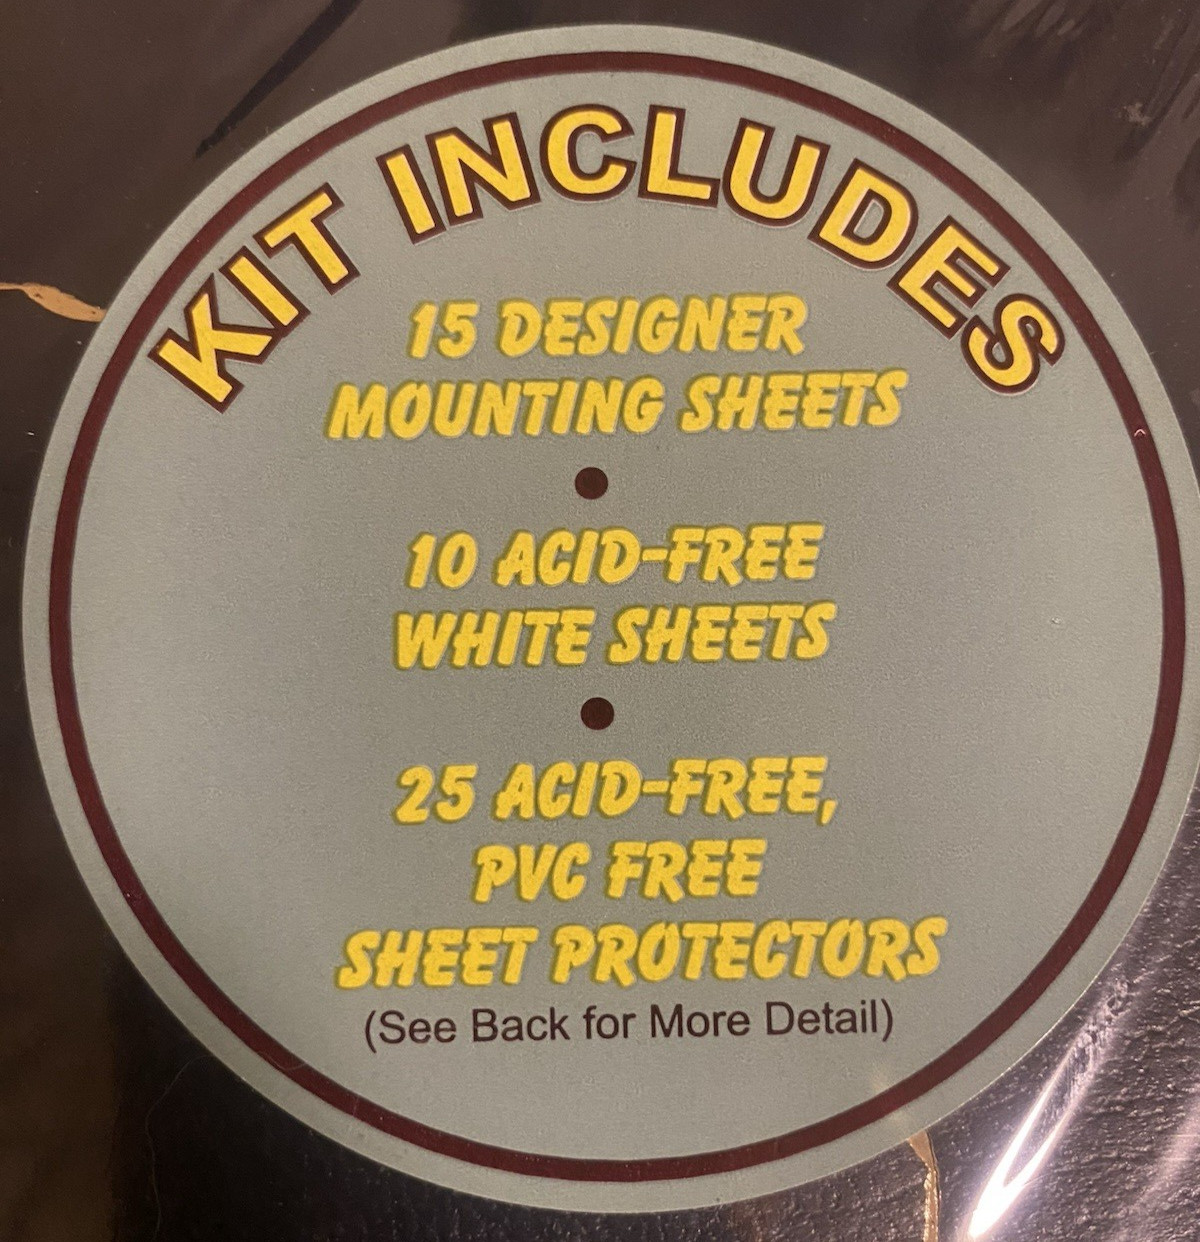 KIT INCLUDES
15 DESIGNER
MOUNTING SHEETS
10 ACID-FREE
WHITE SHEETS
25 ACID-FREE,
PVC FREE
SHEET PROTECTORS
(See Back for More Detail)